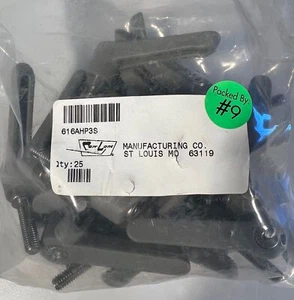 Packed By
#9
616AHP3S
MANUFACTURING CO.
ST LOUIS MO 63119
Qty:25